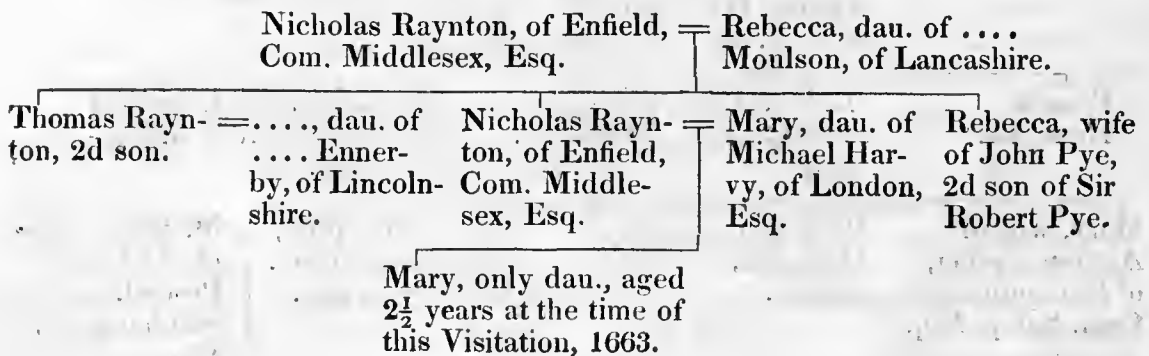 Nicholas Raynton, of Enfield,
Com. Middlesex, Esq.
= Rebecca, dau. of ....
Moulson, of Lancashire.
Thomas Rayn-
ton, 2d son.
=...., dau. of
.... Enner-
by, of Lincoln-
shire.
Nicholas Rayn-
ton, of Enfield,
Com. Middle-
sex, Esq.
= Mary, dau. of
Michael Har-
vy, of London,
Esq.
Rebecca, wife
of John Pye,
2d son of Sir
Robert Pye.
Mary, only dau., aged
2½ years at the time of
this Visitation, 1663.